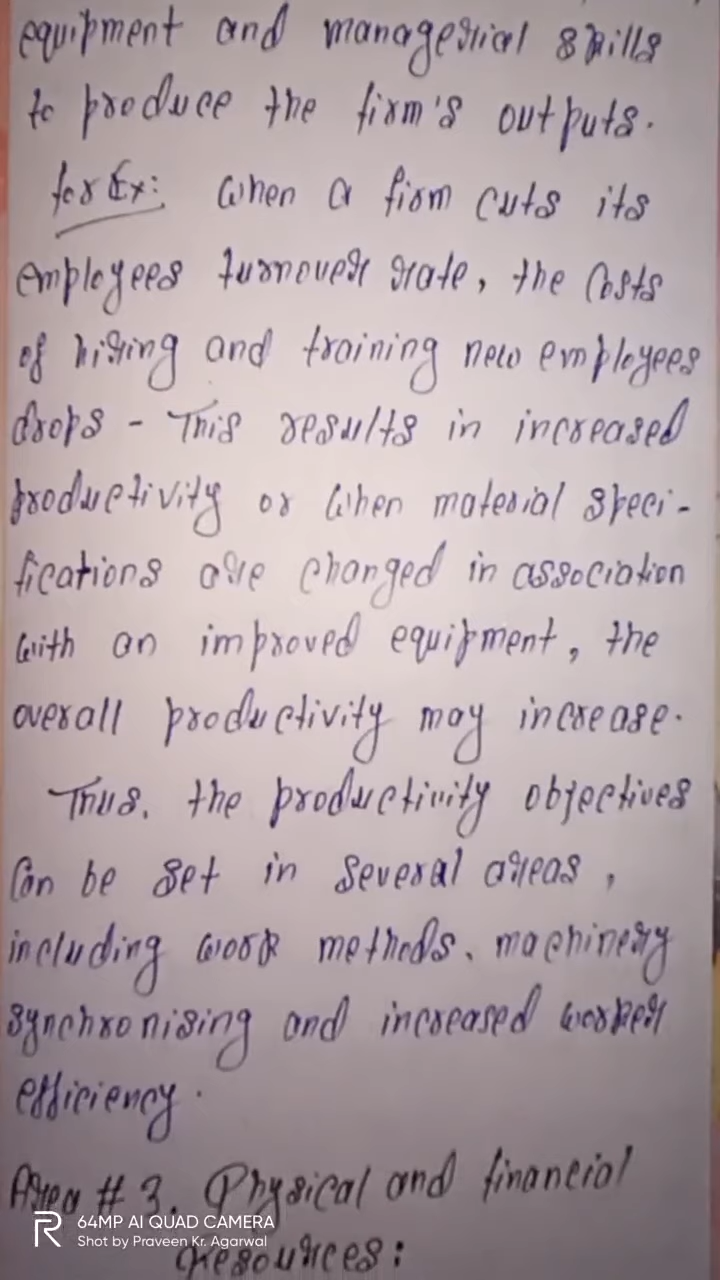 equipment and managerial skills
to produce the firm's outputs.
for Ex: when a firm cuts its
employees turnover rate, the costs
of hiring and training new employees
drops - This results in increased
productivity or when material speci-
fications are changed in association
with an improved equipment, the
overall productivity may increase.
Thus, the productivity objectives
Can be set in several areas,
including work methods, machinery
synchronising and increased worker
efficiency.
Area # 3. Physical and financial
resources:
R
64MP AI QUAD CAMERA
Shot by Praveen Kr. Agarwal